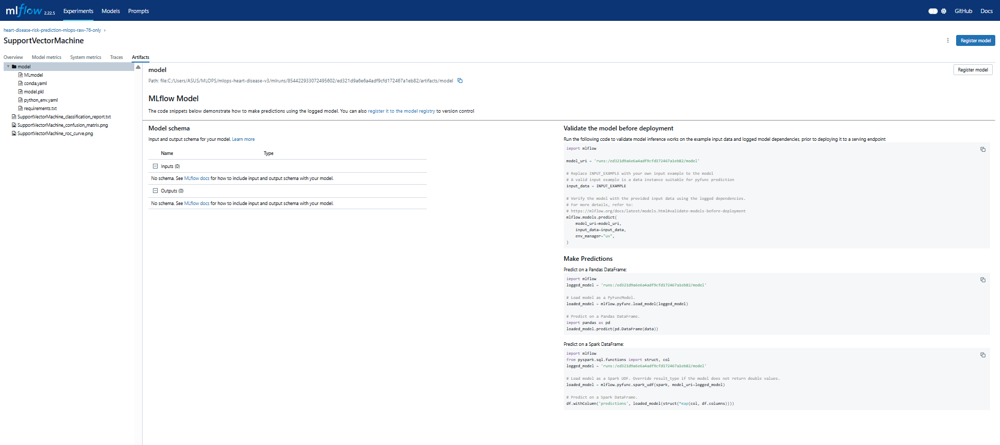 mlflow 2.22.5 Experiments Models Prompts GitHub Docs
heart-disease-risk-prediction-mlops-raw-76-only ›
SupportVectorMachine
Register model
Overview Model metrics System metrics Traces Artifacts
model
MLmodel
conda.yaml
model.pkl
python_env.yaml
requirements.txt
SupportVectorMachine_classification_report.txt
SupportVectorMachine_confusion_matrix.png
SupportVectorMachine_roc_curve.png
model
Register model
Path: file:C:/Users/ASUS/MLOPS/mlops-heart-disease-v3/mlruns/854422933072495602/ed321d9a6e6a4adf9cfd172467a1eb82/artifacts/model
MLflow Model
The code snippets below demonstrate how to make predictions using the logged model. You can also register it to the model registry to version control
Model schema
Input and output schema for your model. Learn more
Name Type
Inputs (0)
No schema. See MLflow docs for how to include input and output schema with your model.
Outputs (0)
No schema. See MLflow docs for how to include input and output schema with your model.
Validate the model before deployment
Run the following code to validate model inference works on the example input data and logged model dependencies, prior to deploying it to a serving endpoint
import mlflow
model_uri = 'runs:/ed321d9a6e6a4adf9cfd172467a1eb82/model'
# Replace INPUT_EXAMPLE with your own input example to the model
# A valid input example is a data instance suitable for pyfunc prediction
input_data = INPUT_EXAMPLE
# Verify the model with the provided input data using the logged dependencies.
# For more details, refer to:
# https://mlflow.org/docs/latest/models.html#validate-models-before-deployment
mlflow.models.predict(
model_uri=model_uri,
input_data=input_data,
env_manager="uv",
)
Make Predictions
Predict on a Pandas DataFrame:
import mlflow
logged_model = 'runs:/ed321d9a6e6a4adf9cfd172467a1eb82/model'
# Load model as a PyFuncModel.
loaded_model = mlflow.pyfunc.load_model(logged_model)
# Predict on a Pandas DataFrame.
import pandas as pd
loaded_model.predict(pd.DataFrame(data))
Predict on a Spark DataFrame:
import mlflow
from pyspark.sql.functions import struct, col
logged_model = 'runs:/ed321d9a6e6a4adf9cfd172467a1eb82/model'
# Load model as a Spark UDF. Override result_type if the model does not return double values.
loaded_model = mlflow.pyfunc.spark_udf(spark, model_uri=logged_model)
# Predict on a Spark DataFrame.
df.withColumn('predictions', loaded_model(struct(*map(col, df.columns))))